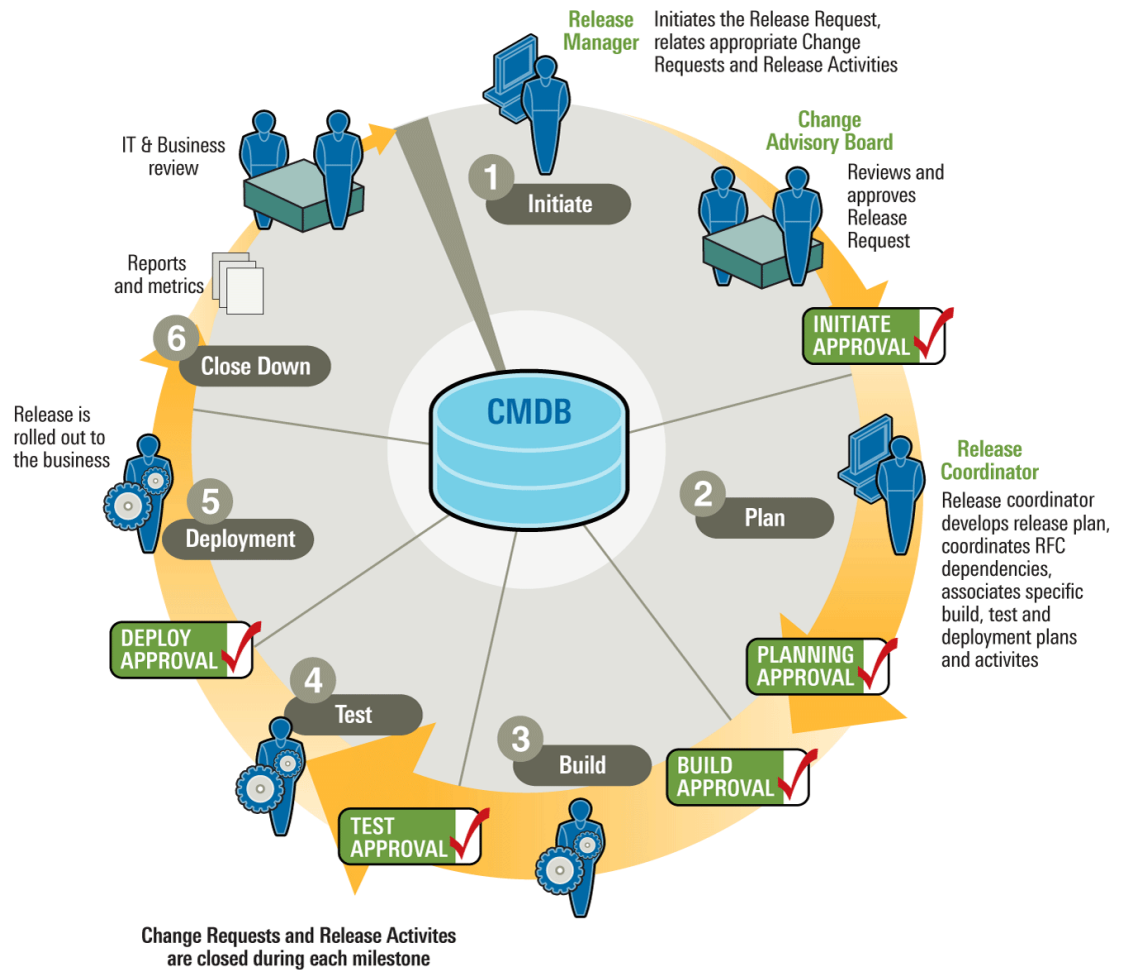 Release
Manager
Initiates the Release Request,
relates appropriate Change
Requests and Release Activities
1
Initiate
Change
Advisory Board
Reviews and
approves
Release
Request
INITIATE
APPROVAL
Release
Coordinator
Release coordinator
develops release plan,
coordinates RFC
dependencies,
associates specific
build, test and
deployment plans
and activites
2
Plan
PLANNING
APPROVAL
BUILD
APPROVAL
3
Build
TEST
APPROVAL
4
Test
Change Requests and Release Activites
are closed during each milestone
DEPLOY
APPROVAL
5
Deployment
Release is
rolled out to
the business
6
Close Down
Reports
and metrics
IT & Business
review
CMDB